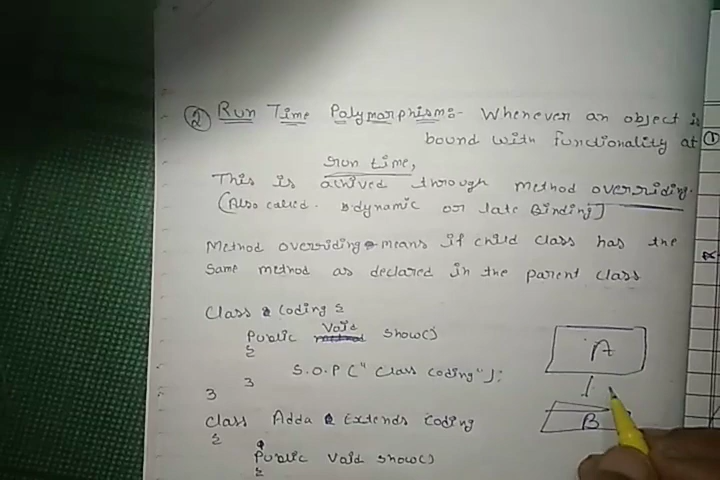 ② Run Time Polymorphism:- Whenever an object is
bound with functionality at
run time,
This is achived through method overriding.
(Also called. dynamic or late Binding)
Method overriding means if child class has the
same method as declared in the parent class
Class Coding {
Public Void show()
{
S.O.P (" Class Coding");
}
}
Class Adda Extends Coding
{
Public Void show()
{
A
B
①